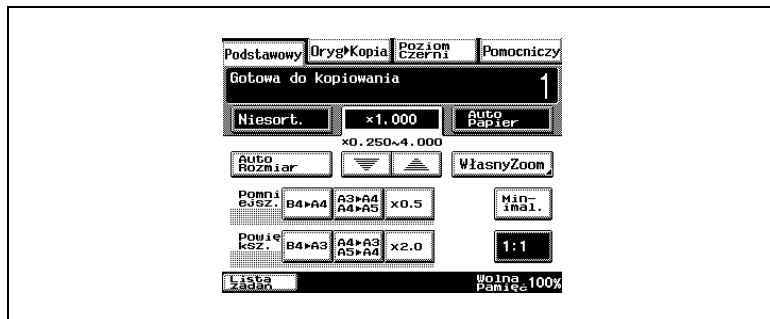 Podstawowy Oryg▸Kopia Poziom Czerni Pomocniczy
Gotowa do kopiowania 1
Niesort. ×1.000 Auto Papier
×0.250~4.000
Auto Rozmiar WłasnyZoom
Pomni ejsz. B4▸A4 A3▸A4 A4▸A5 x0.5 Min- imal.
Powię ksz. B4▸A3 A4▸A3 A5▸A4 x2.0 1:1
Lista Zadań Wolna Pamięć 100%